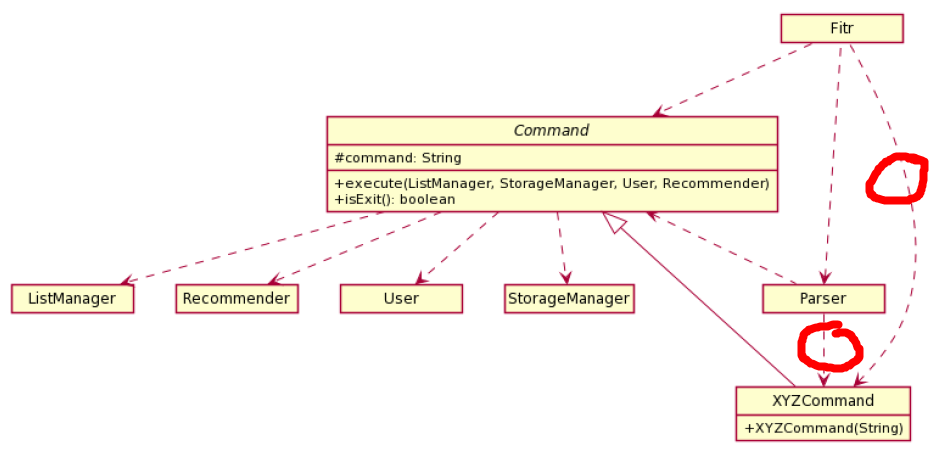 Fitr
Command
#command: String
+execute(ListManager, StorageManager, User, Recommender)
+isExit(): boolean
ListManager
Recommender
User
StorageManager
Parser
XYZCommand
+XYZCommand(String)